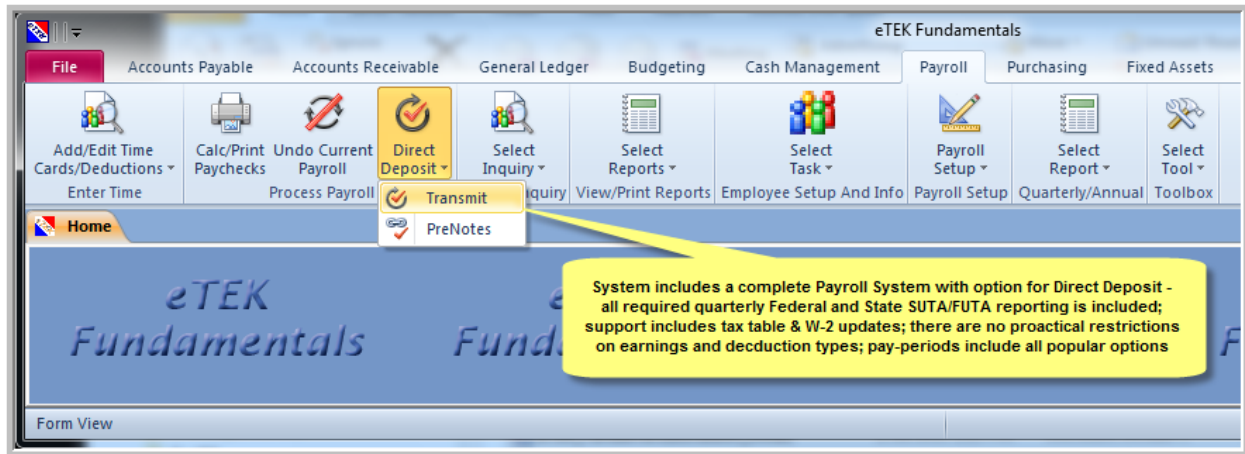 eTEK Fundamentals
File Accounts Payable Accounts Receivable General Ledger Budgeting Cash Management Payroll Purchasing Fixed Assets
Add/Edit Time Calc/Print Undo Current Direct Select Select Select Payroll Select Select
Cards/Deductions Paychecks Payroll Deposit Inquiry Reports Task Setup Report Tool
Enter Time Process Payroll quiry View/Print Reports Employee Setup And Info Payroll Setup Quarterly/Annual Toolbox
Transmit
PreNotes
Home
System includes a complete Payroll System with option for Direct Deposit -
all required quarterly Federal and State SUTA/FUTA reporting is included;
support includes tax table & W-2 updates; there are no proactical restrictions
on earnings and decduction types; pay-periods include all popular options
eTEK e
Fundamentals Fund F
Form View